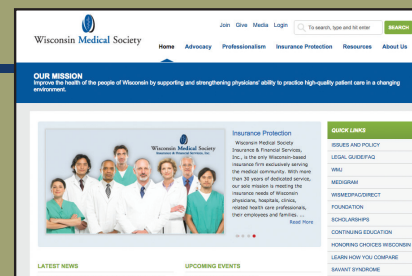 Join Give Media Login
To search, type and hit enter
SEARCH
Wisconsin Medical Society
Home Advocacy Professionalism Insurance Protection Resources About Us
OUR MISSION
Improve the health of the people of Wisconsin by supporting and strengthening physicians' ability to practice high-quality patient care in a changing
environment.
Wisconsin Medical Society
Insurance Protection
Wisconsin Medical Society
Insurance & Financial Services,
Inc., is the only Wisconsin-based
insurance firm exclusively serving
the medical community. With more
than 30 years of dedicated service,
our sole mission is meeting the
insurance needs of Wisconsin
physicians, hospitals, clinics,
related health care professionals,
their employees and families. ...
Read More
QUICK LINKS
ISSUES AND POLICY
LEGAL GUIDE/FAQ
WMJ
MEDIGRAM
WISMEDPAC/DIRECT
FOUNDATION
SCHOLARSHIPS
CONTINUING EDUCATION
HONORING CHOICES WISCONSIN
LEARN HOW YOU COMPARE
SAVANT SYNDROME
LATEST NEWS
UPCOMING EVENTS